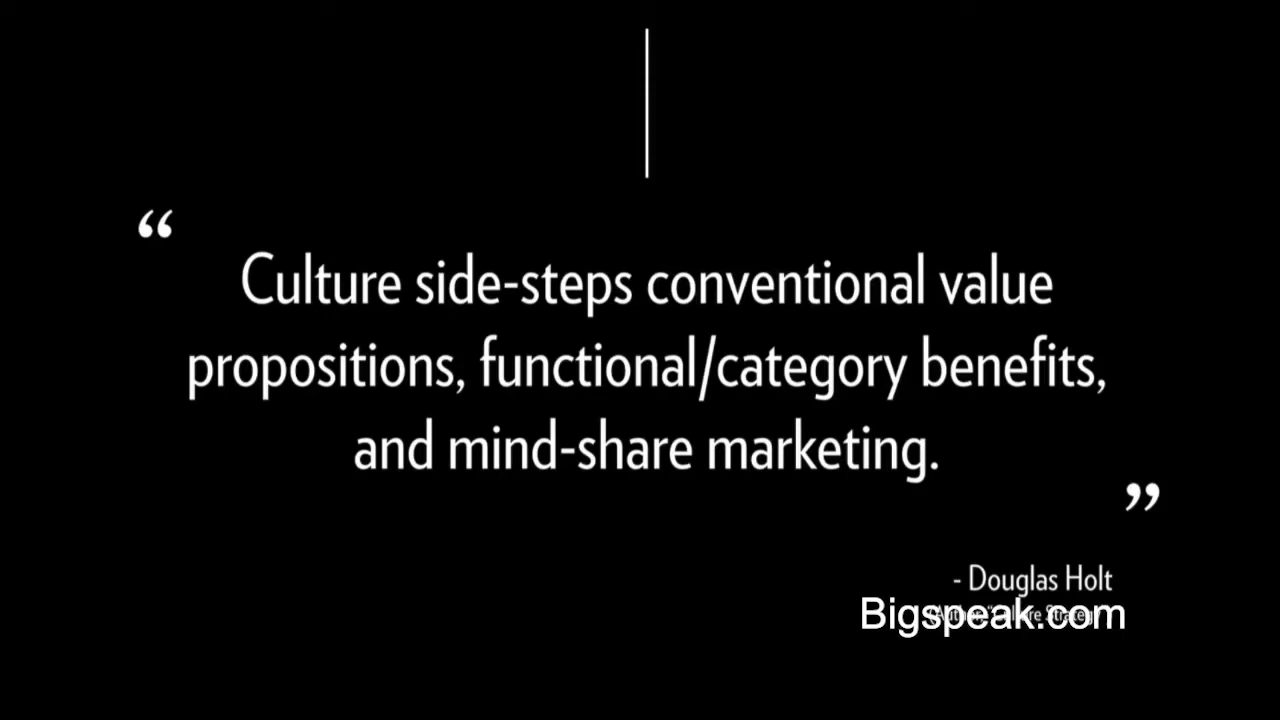 “
Culture side-steps conventional value
propositions, functional/category benefits,
and mind-share marketing.
”
- Douglas Holt
Bigspeak.com